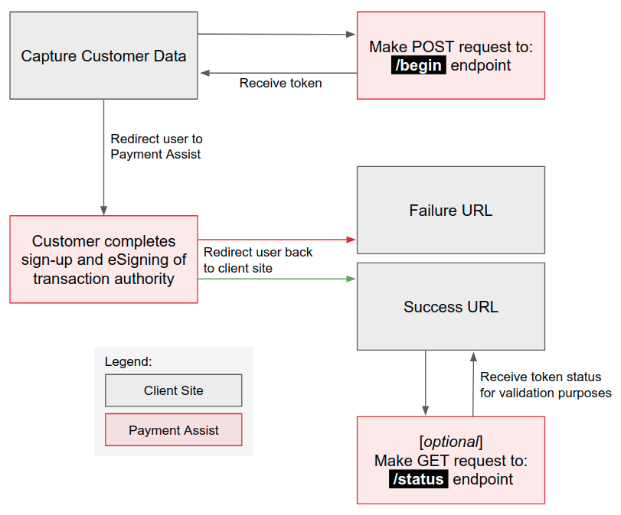 Capture Customer Data
Make POST request to:
/begin endpoint
Receive token
Redirect user to
Payment Assist
Customer completes
sign-up and eSigning of
transaction authority
Redirect user back
to client site
Failure URL
Success URL
Receive token status
for validation purposes
[optional]
Make GET request to:
/status endpoint
Legend:
Client Site
Payment Assist